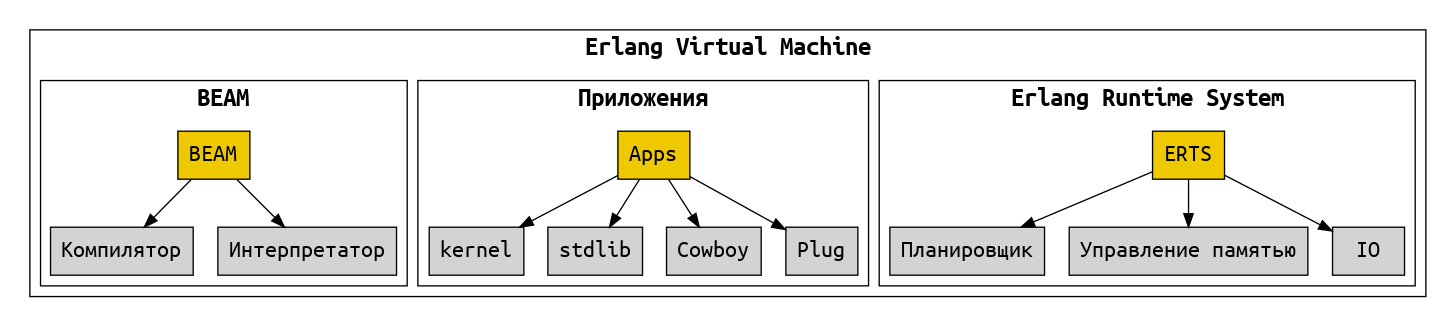 Erlang Virtual Machine
BEAM
Приложения
Erlang Runtime System
BEAM
Apps
ERTS
Компилятор
Интерпретатор
kernel
stdlib
Cowboy
Plug
Планировщик
Управление памятью
IO